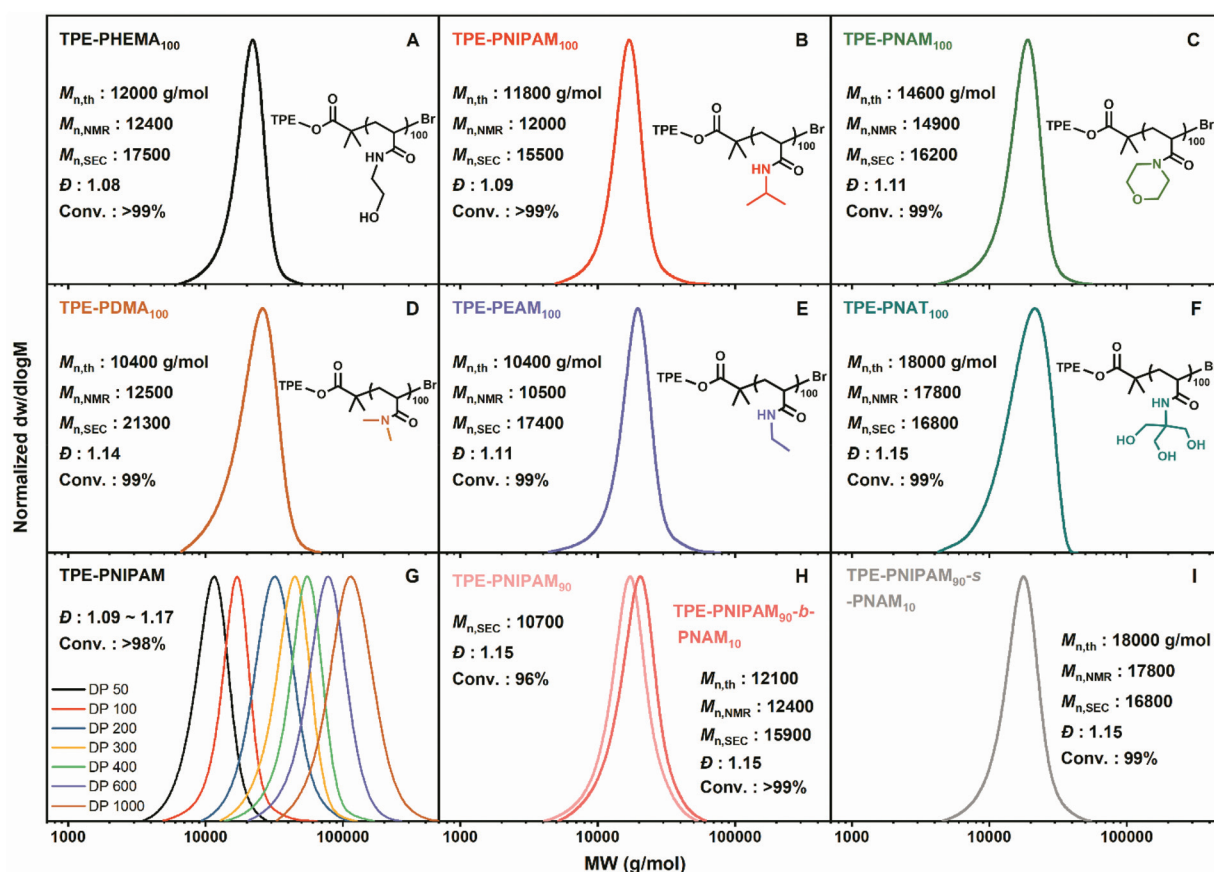 Normalized dw/dlogM
TPE-PHEMA100
A
Mn,th : 12000 g/mol
Mn,NMR : 12400
Mn,SEC : 17500
Đ : 1.08
Conv. : >99%
TPE
O
O
Br
100
HN
O
HO
TPE-PNIPAM100
B
Mn,th : 11800 g/mol
Mn,NMR : 12000
Mn,SEC : 15500
Đ : 1.09
Conv. : >99%
TPE
O
O
Br
100
HN
O
TPE-PNAM100
C
Mn,th : 14600 g/mol
Mn,NMR : 14900
Mn,SEC : 16200
Đ : 1.11
Conv. : 99%
TPE
O
O
Br
100
N
O
O
TPE-PDMA100
D
Mn,th : 10400 g/mol
Mn,NMR : 12500
Mn,SEC : 21300
Đ : 1.14
Conv. : 99%
TPE
O
O
Br
100
N
O
TPE-PEAM100
E
Mn,th : 10400 g/mol
Mn,NMR : 10500
Mn,SEC : 17400
Đ : 1.11
Conv. : 99%
TPE
O
O
Br
100
HN
O
TPE-PNAT100
F
Mn,th : 18000 g/mol
Mn,NMR : 17800
Mn,SEC : 16800
Đ : 1.15
Conv. : 99%
TPE
O
O
Br
100
HN
O
HO
OH
OH
TPE-PNIPAM
G
Đ : 1.09 ~ 1.17
Conv. : >98%
DP 50
DP 100
DP 200
DP 300
DP 400
DP 600
DP 1000
TPE-PNIPAM90
H
Mn,SEC : 10700
Đ : 1.15
Conv. : 96%
TPE-PNIPAM90-b-
PNAM10
Mn,th : 12100
Mn,NMR : 12400
Mn,SEC : 15900
Đ : 1.15
Conv. : >99%
TPE-PNIPAM90-s
-PNAM10
I
Mn,th : 18000 g/mol
Mn,NMR : 17800
Mn,SEC : 16800
Đ : 1.15
Conv. : 99%
1000 10000 100000 1000 10000 100000 1000 10000 100000
MW (g/mol)